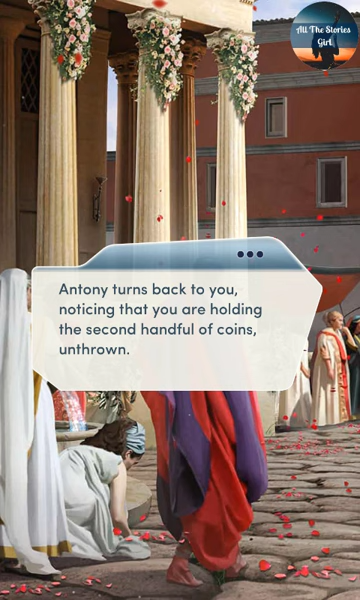 All The Stories
Girl
Antony turns back to you,
noticing that you are holding
the second handful of coins,
unthrown.